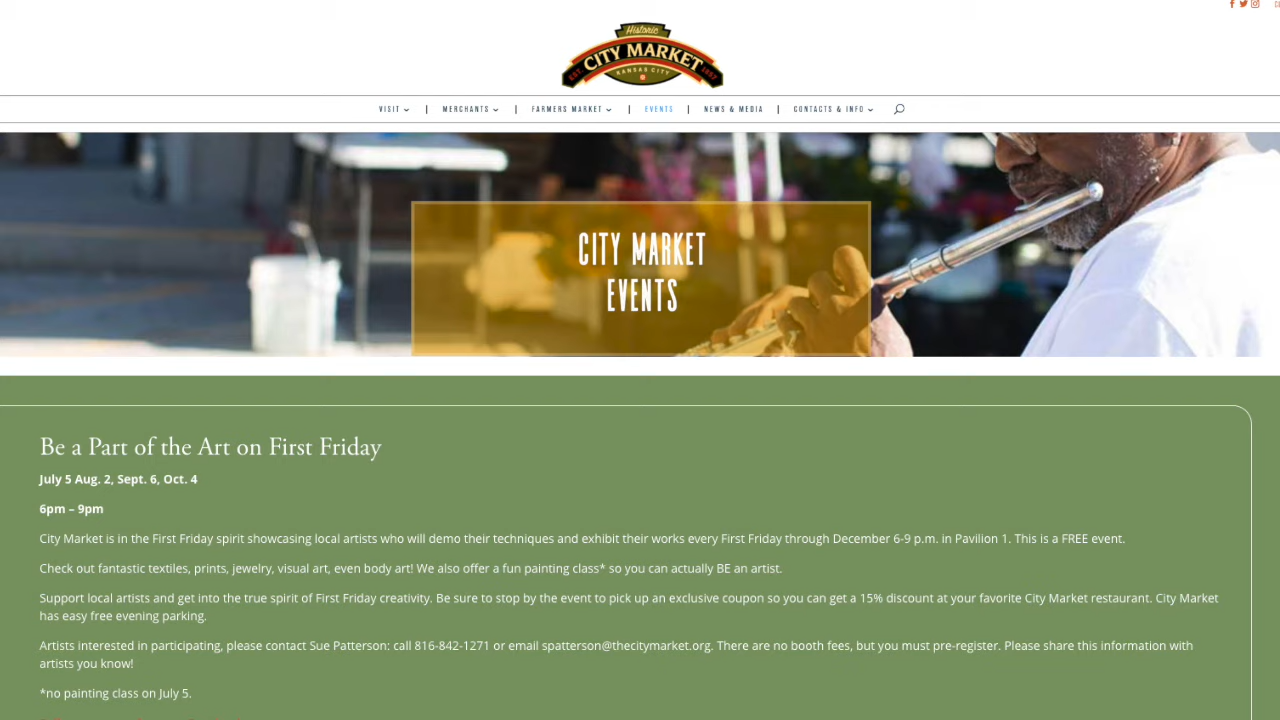 Historic
CITY MARKET
EST. KANSAS CITY 1857
VISIT | MERCHANTS | FARMERS MARKET | EVENTS | NEWS & MEDIA | CONTACTS & INFO
CITY MARKET
EVENTS
Be a Part of the Art on First Friday
July 5 Aug. 2, Sept. 6, Oct. 4
6pm – 9pm
City Market is in the First Friday spirit showcasing local artists who will demo their techniques and exhibit their works every First Friday through December 6-9 p.m. in Pavilion 1. This is a FREE event.
Check out fantastic textiles, prints, jewelry, visual art, even body art! We also offer a fun painting class* so you can actually BE an artist.
Support local artists and get into the true spirit of First Friday creativity. Be sure to stop by the event to pick up an exclusive coupon so you can get a 15% discount at your favorite City Market restaurant. City Market
has easy free evening parking.
Artists interested in participating, please contact Sue Patterson: call 816-842-1271 or email spatterson@thecitymarket.org. There are no booth fees, but you must pre-register. Please share this information with
artists you know!
*no painting class on July 5.